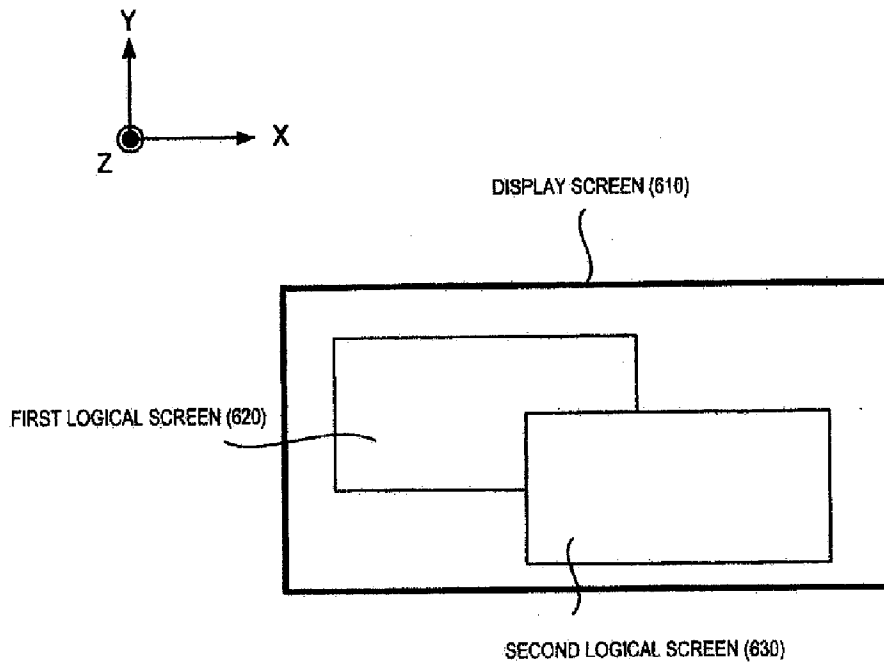 Y
X
Z
DISPLAY SCREEN (610)
FIRST LOGICAL SCREEN (620)
SECOND LOGICAL SCREEN (630)